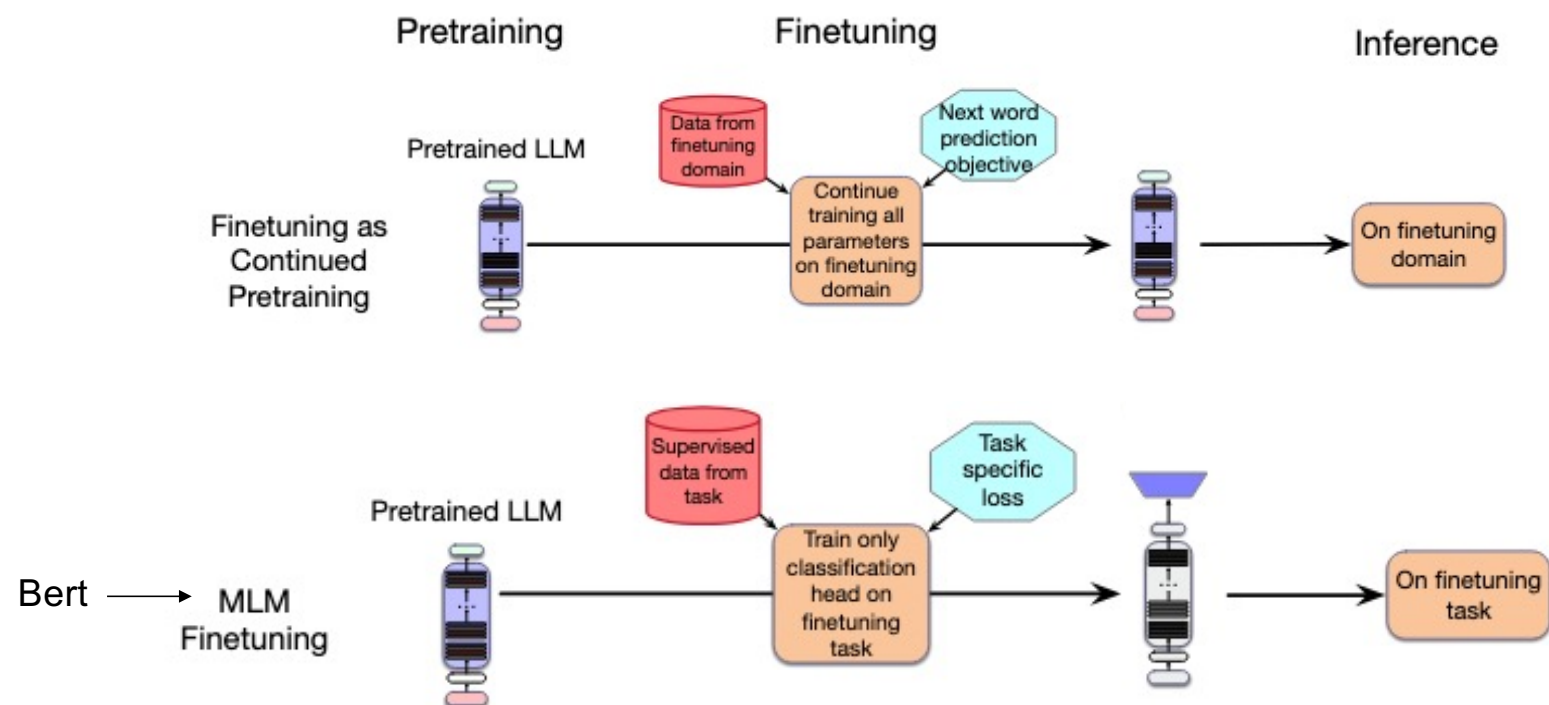 Pretraining
Finetuning
Inference
Pretrained LLM
Data from
finetuning
domain
Next word
prediction
objective
Finetuning as
Continued
Pretraining
Continue
training all
parameters
on finetuning
domain
On finetuning
domain
Pretrained LLM
Supervised
data from
task
Task
specific
loss
Bert
MLM
Finetuning
Train only
classification
head on
finetuning
task
On finetuning
task